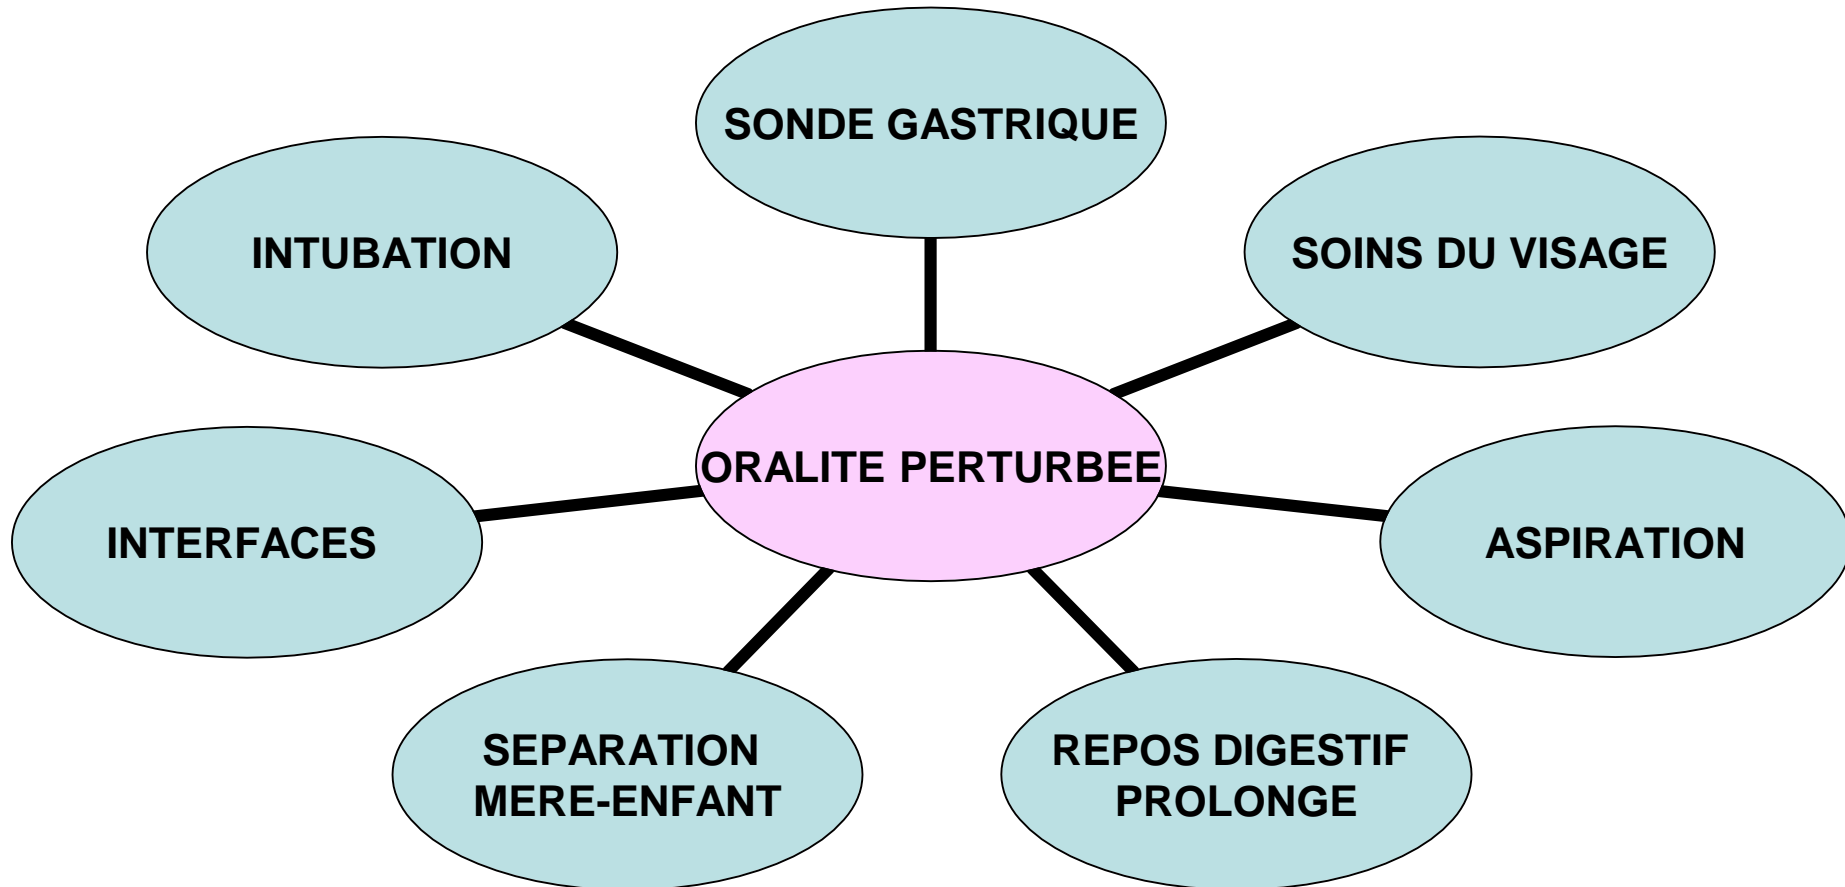 SONDE GASTRIQUE
INTUBATION
SOINS DU VISAGE
ORALITE PERTURBEE
INTERFACES
ASPIRATION
SEPARATION
MERE-ENFANT
REPOS DIGESTIF
PROLONGE